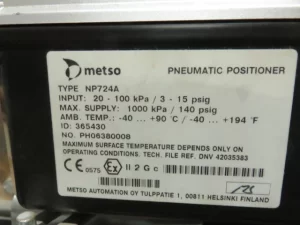 metso PNEUMATIC POSITIONER
TYPE NP724A
INPUT: 20 - 100 kPa / 3 - 15 psig
MAX. SUPPLY: 1000 kPa / 140 psig
AMB. TEMP.: -40 ... +90 C° / -40 ... +194 °F
ID: 365430
NO: PH06380008
MAXIMUM SURFACE TEMPERATURE DEPENDS ONLY ON
OPERATING CONDITIONS. TECH. FILE REF. DNV 42035383
CE 0575 Ex II 2 G c
METSO AUTOMATION OY TULPPATIE 1, 00811 HELSINKI FINLAND